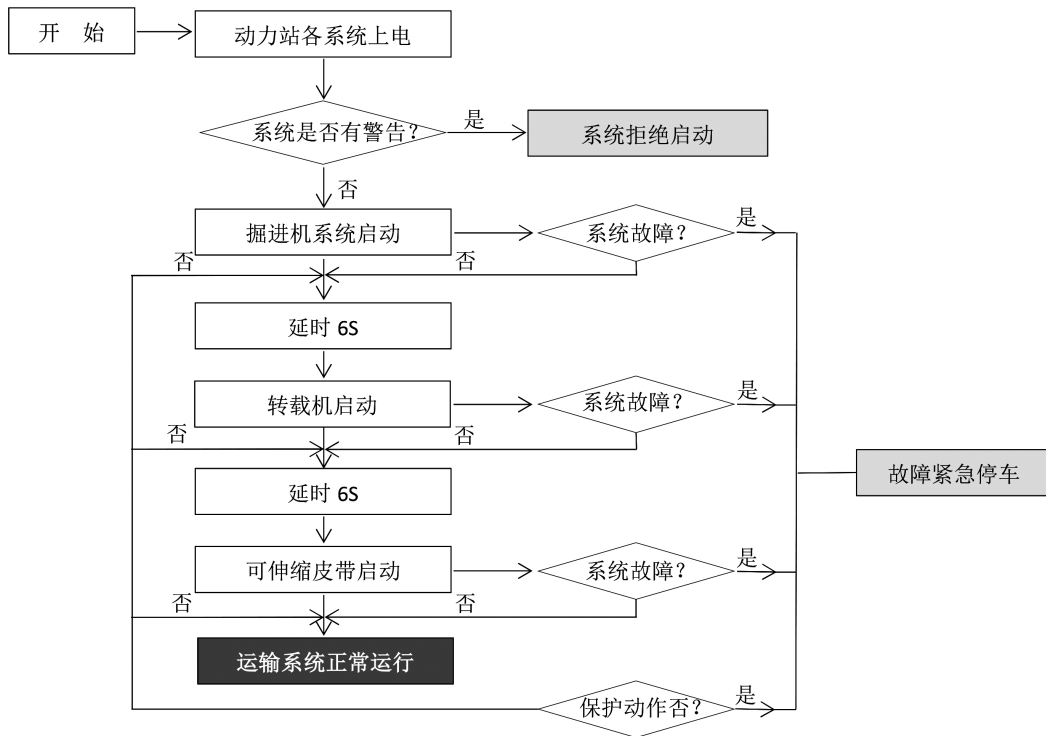 开 始
动力站各系统上电
系统是否有警告？
是
系统拒绝启动
否
掘进机系统启动
系统故障？
是
否
否
延时 6S
转载机启动
系统故障？
是
否
否
故障紧急停车
延时 6S
可伸缩皮带启动
系统故障？
是
否
否
运输系统正常运行
保护动作否？
是